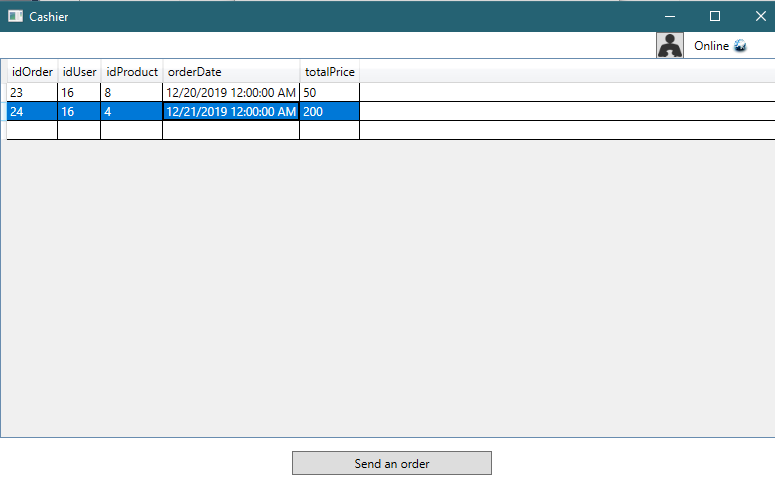 Cashier
Online
idOrder idUser idProduct orderDate totalPrice
23 16 8 12/20/2019 12:00:00 AM 50
24 16 4 12/21/2019 12:00:00 AM 200
Send an order